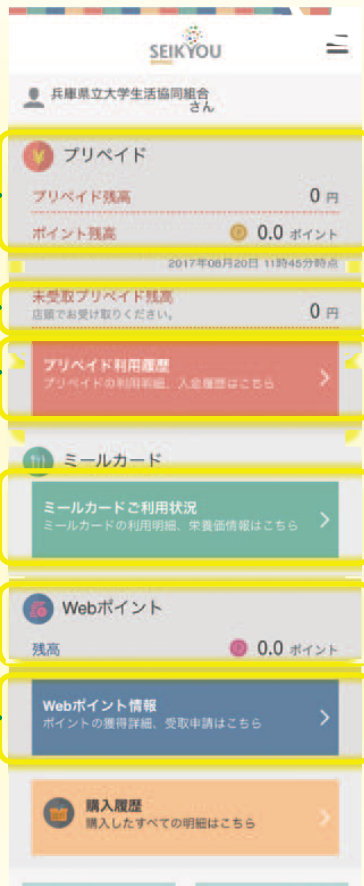 SEIKYOU
兵庫県立大学生活協同組合
さん
プリペイド
プリペイド残高 0 円
ポイント残高 0.0 ポイント
2017年08月20日 11時45分時点
未受取プリペイド残高
店頭でお受け取りください。 0 円
プリペイド利用履歴
プリペイドの利用明細、入金履歴はこちら
ミールカード
ミールカードご利用状況
ミールカードの利用明細、栄養価情報はこちら
Webポイント
残高 0.0 ポイント
Webポイント情報
ポイントの獲得詳細、受取申請はこちら
購入履歴
購入したすべての明細はこちら